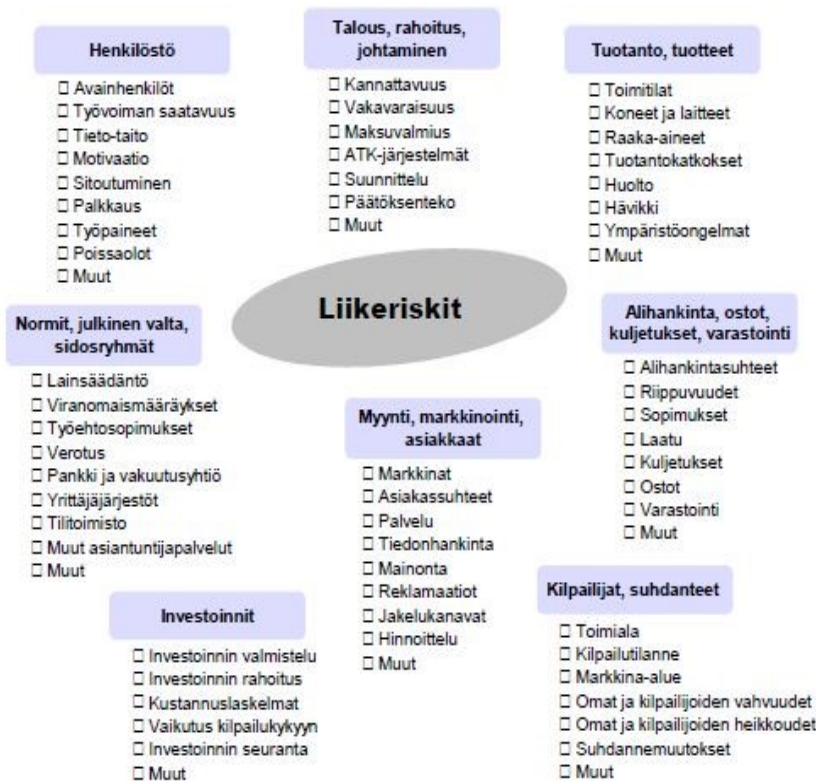 Henkilöstö
☐ Avainhenkilöt
☐ Työvoiman saatavuus
☐ Tieto-taito
☐ Motivaatio
☐ Sitoutuminen
☐ Palkkaus
☐ Työpaineet
☐ Poissaolot
☐ Muut
Talous, rahoitus,
johtaminen
☐ Kannattavuus
☐ Vakavaraisuus
☐ Maksuvalmius
☐ ATK-järjestelmät
☐ Suunnittelu
☐ Päätöksenteko
☐ Muut
Tuotanto, tuotteet
☐ Toimitilat
☐ Koneet ja laitteet
☐ Raaka-aineet
☐ Tuotantokatkokset
☐ Huolto
☐ Hävikki
☐ Ympäristöongelmat
☐ Muut
Liikeriskit
Normit, julkinen valta,
sidosryhmät
☐ Lainsäädäntö
☐ Viranomaismääräykset
☐ Työehtosopimukset
☐ Verotus
☐ Pankki ja vakuutusyhtiö
☐ Yrittäjäjärjestöt
☐ Tilitoimisto
☐ Muut asiantuntijapalvelut
☐ Muut
Myynti, markkinointi,
asiakkaat
☐ Markkinat
☐ Asiakassuhteet
☐ Palvelu
☐ Tiedonhankinta
☐ Mainonta
☐ Reklamaatiot
☐ Jakelukanavat
☐ Hinnoittelu
☐ Muut
Alihankinta, ostot,
kuljetukset, varastointi
☐ Alihankintasuhteet
☐ Riippuvuudet
☐ Sopimukset
☐ Laatu
☐ Kuljetukset
☐ Ostot
☐ Varastointi
☐ Muut
Investoinnit
☐ Investoinnin valmistelu
☐ Investoinnin rahoitus
☐ Kustannuslaskelmat
☐ Vaikutus kilpailukykyyn
☐ Investoinnin seuranta
☐ Muut
Kilpailijat, suhdanteet
☐ Toimiala
☐ Kilpailutilanne
☐ Markkina-alue
☐ Omat ja kilpailijoiden vahvuudet
☐ Omat ja kilpailijoiden heikkoudet
☐ Suhdannemuutokset
☐ Muut